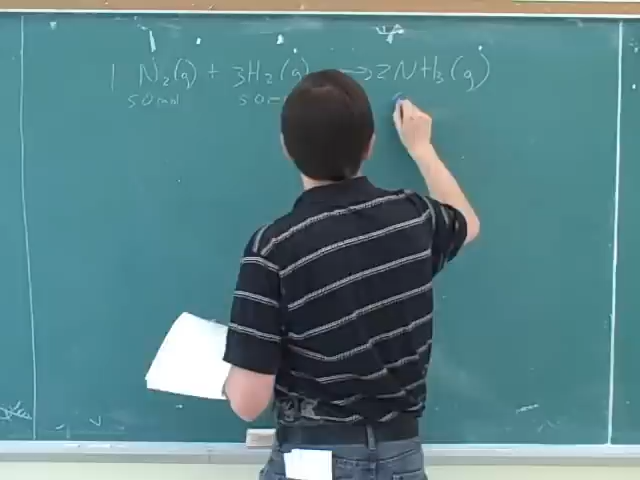 1 N₂(g) + 3H₂(g) → 2NH₃(g)
50mol